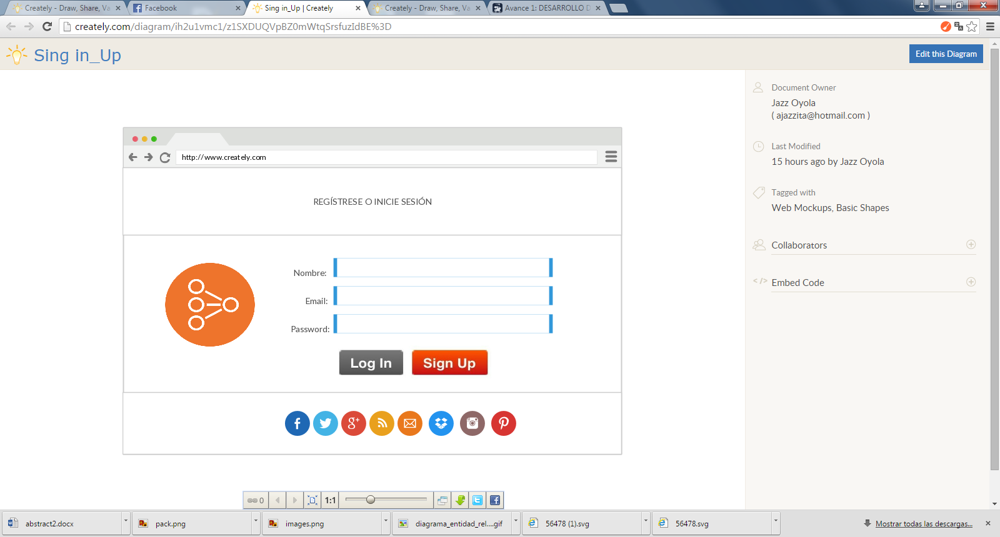 Creately - Draw, Share, Va
Facebook
Sing in_Up | Creately
Creately - Draw, Share, Va
Avance 1: DESARROLLO D
creately.com/diagram/ih2u1vmc1/z1SXDUQVpBZ0mWtqSrsfuzIdBE%3D
Sing in_Up
Edit this Diagram
Document Owner
Jazz Oyola
( ajazzita@hotmail.com )
Last Modified
15 hours ago by Jazz Oyola
Tagged with
Web Mockups, Basic Shapes
Collaborators
</> Embed Code
http://www.creately.com
REGÍSTRESE O INICIE SESIÓN
Nombre:
Email:
Password:
Log In
Sign Up
0
1:1
abstract2.docx
pack.png
images.png
diagrama_entidad_rel....gif
56478 (1).svg
56478.svg
Mostrar todas las descargas...